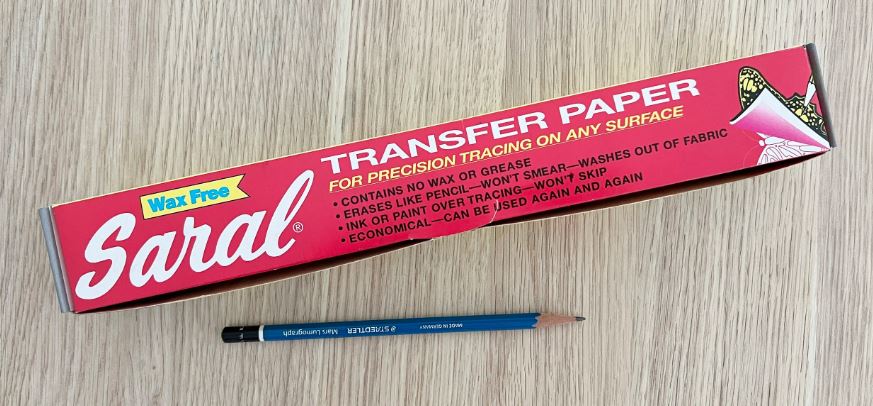 Wax Free
Saral®
TRANSFER PAPER
FOR PRECISION TRACING ON ANY SURFACE
• CONTAINS NO WAX OR GREASE
• ERASES LIKE PENCIL—WON'T SMEAR—WASHES OUT OF FABRIC
• INK OR PAINT OVER TRACING—WON'T SKIP
• ECONOMICAL—CAN BE USED AGAIN AND AGAIN
MADE IN GERMANY STAEDTLER Mars Lumograph